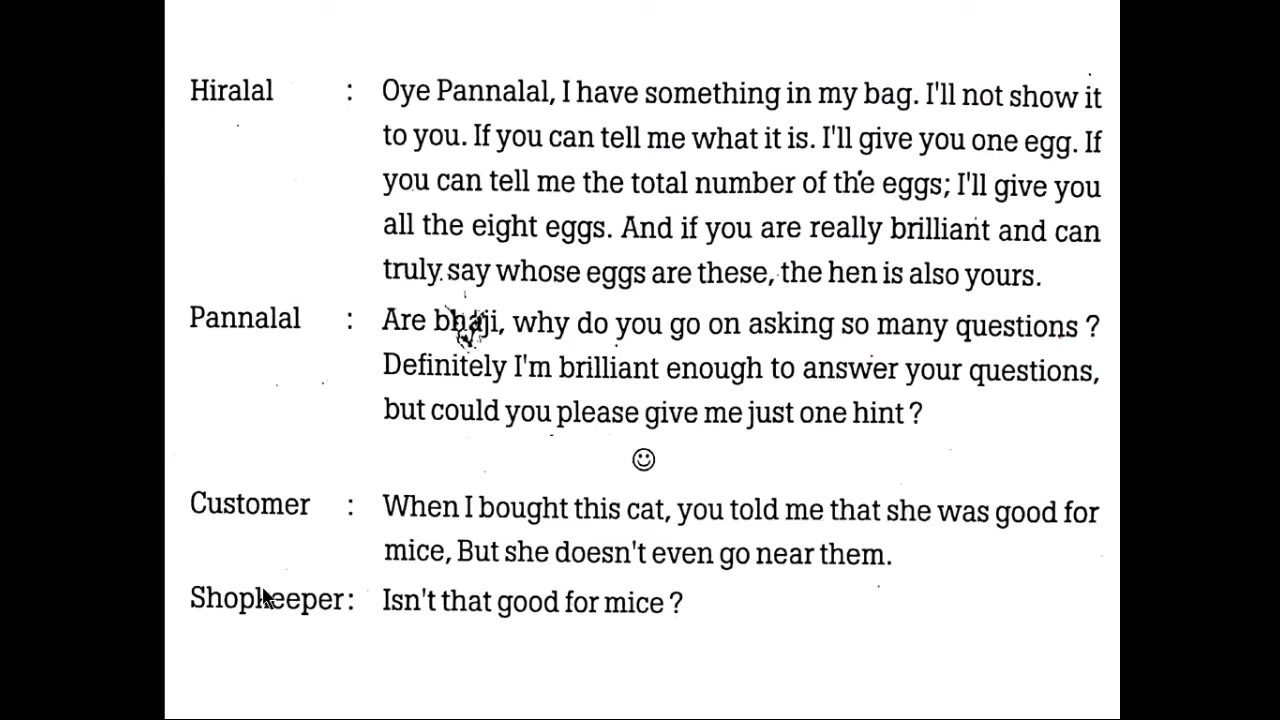 Hiralal : Oye Pannalal, I have something in my bag. I'll not show it
to you. If you can tell me what it is. I'll give you one egg. If
you can tell me the total number of the eggs; I'll give you
all the eight eggs. And if you are really brilliant and can
truly say whose eggs are these, the hen is also yours.
Pannalal : Are bhaji, why do you go on asking so many questions ?
Definitely I'm brilliant enough to answer your questions,
but could you please give me just one hint ?
☺
Customer : When I bought this cat, you told me that she was good for
mice, But she doesn't even go near them.
Shopkeeper : Isn't that good for mice ?